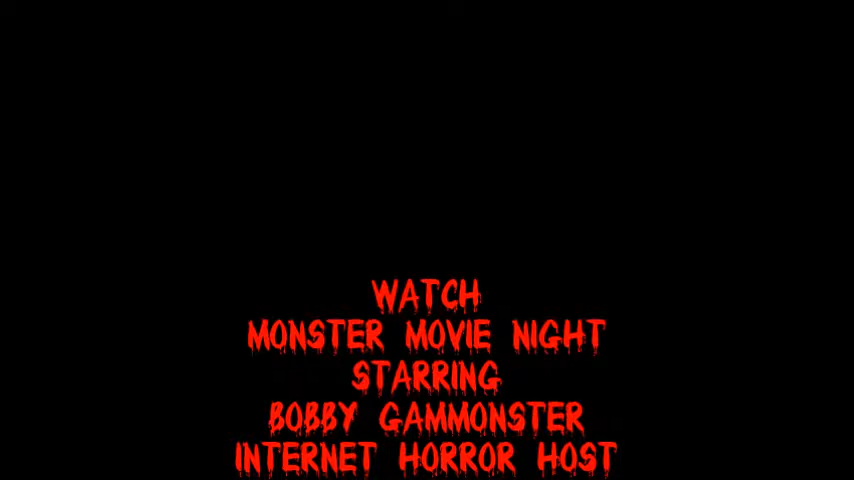 WATCH
MONSTER MOVIE NIGHT
STARRING
BOBBY GAMMONSTER
INTERNET HORROR HOST